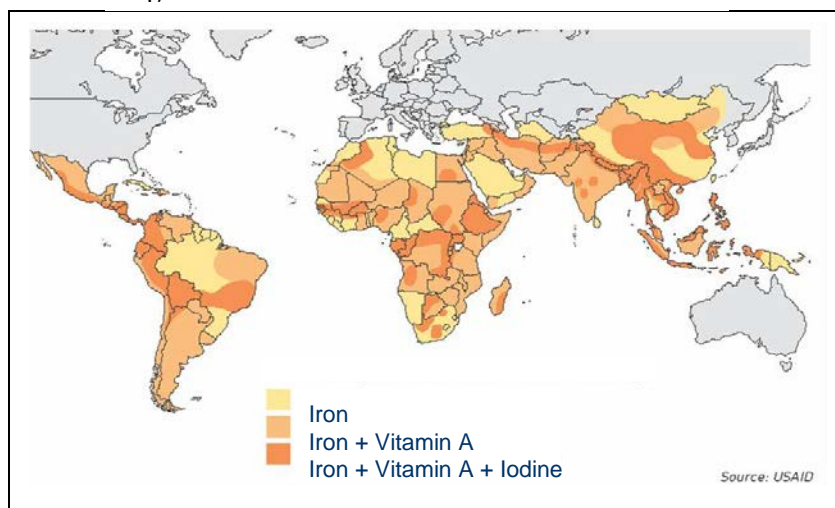 Iron
Iron + Vitamin A
Iron + Vitamin A + Iodine
Source: USAID